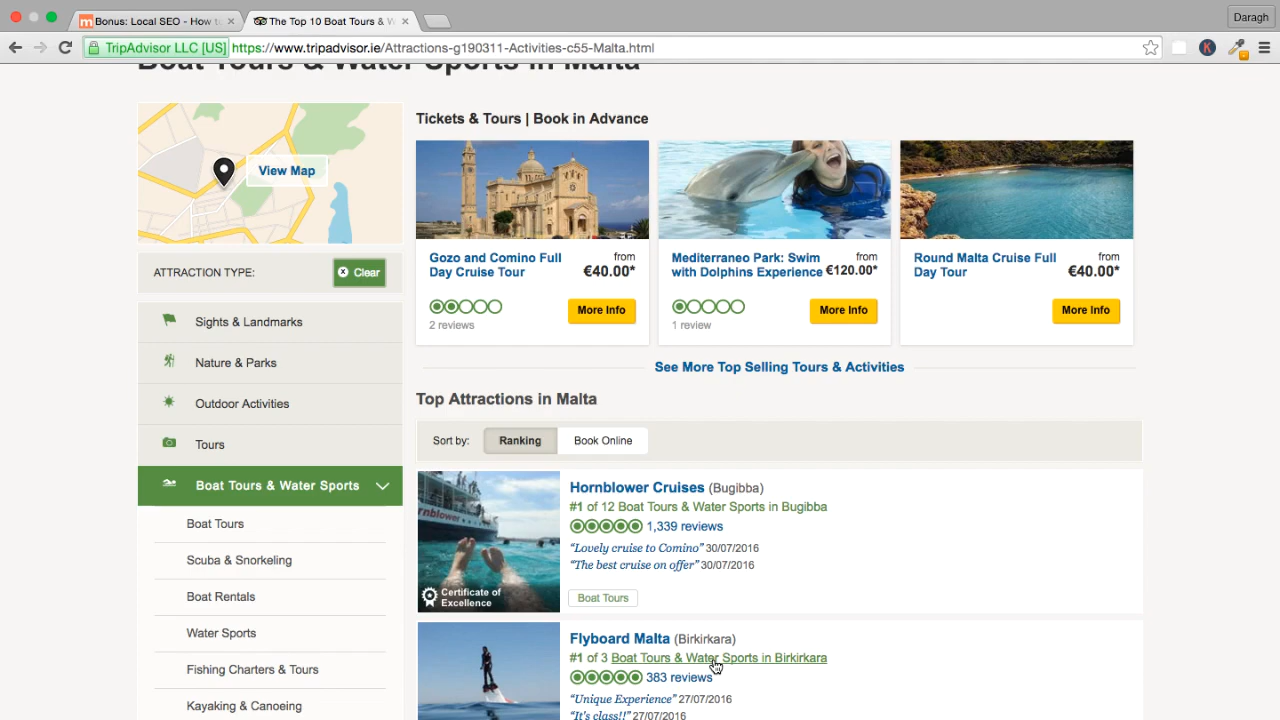 Bonus: Local SEO - How to
The Top 10 Boat Tours & W
Daragh
TripAdvisor LLC [US]
https://www.tripadvisor.ie/Attractions-g190311-Activities-c55-Malta.html
K
Boat Tours & Water Sports in Malta
View Map
ATTRACTION TYPE:
Clear
Sights & Landmarks
Nature & Parks
Outdoor Activities
Tours
Boat Tours & Water Sports
Boat Tours
Scuba & Snorkeling
Boat Rentals
Water Sports
Fishing Charters & Tours
Kayaking & Canoeing
Tickets & Tours | Book in Advance
Gozo and Comino Full
Day Cruise Tour
from
€40.00*
2 reviews
More Info
Mediterraneo Park: Swim
with Dolphins Experience
from
€120.00*
1 review
More Info
Round Malta Cruise Full
Day Tour
from
€40.00*
More Info
See More Top Selling Tours & Activities
Top Attractions in Malta
Sort by:
Ranking
Book Online
Certificate of
Excellence
Hornblower Cruises (Bugibba)
#1 of 12 Boat Tours & Water Sports in Bugibba
1,339 reviews
“Lovely cruise to Comino” 30/07/2016
“The best cruise on offer” 30/07/2016
Boat Tours
Flyboard Malta (Birkirkara)
#1 of 3 Boat Tours & Water Sports in Birkirkara
383 reviews
“Unique Experience” 27/07/2016
“It's class!!” 27/07/2016